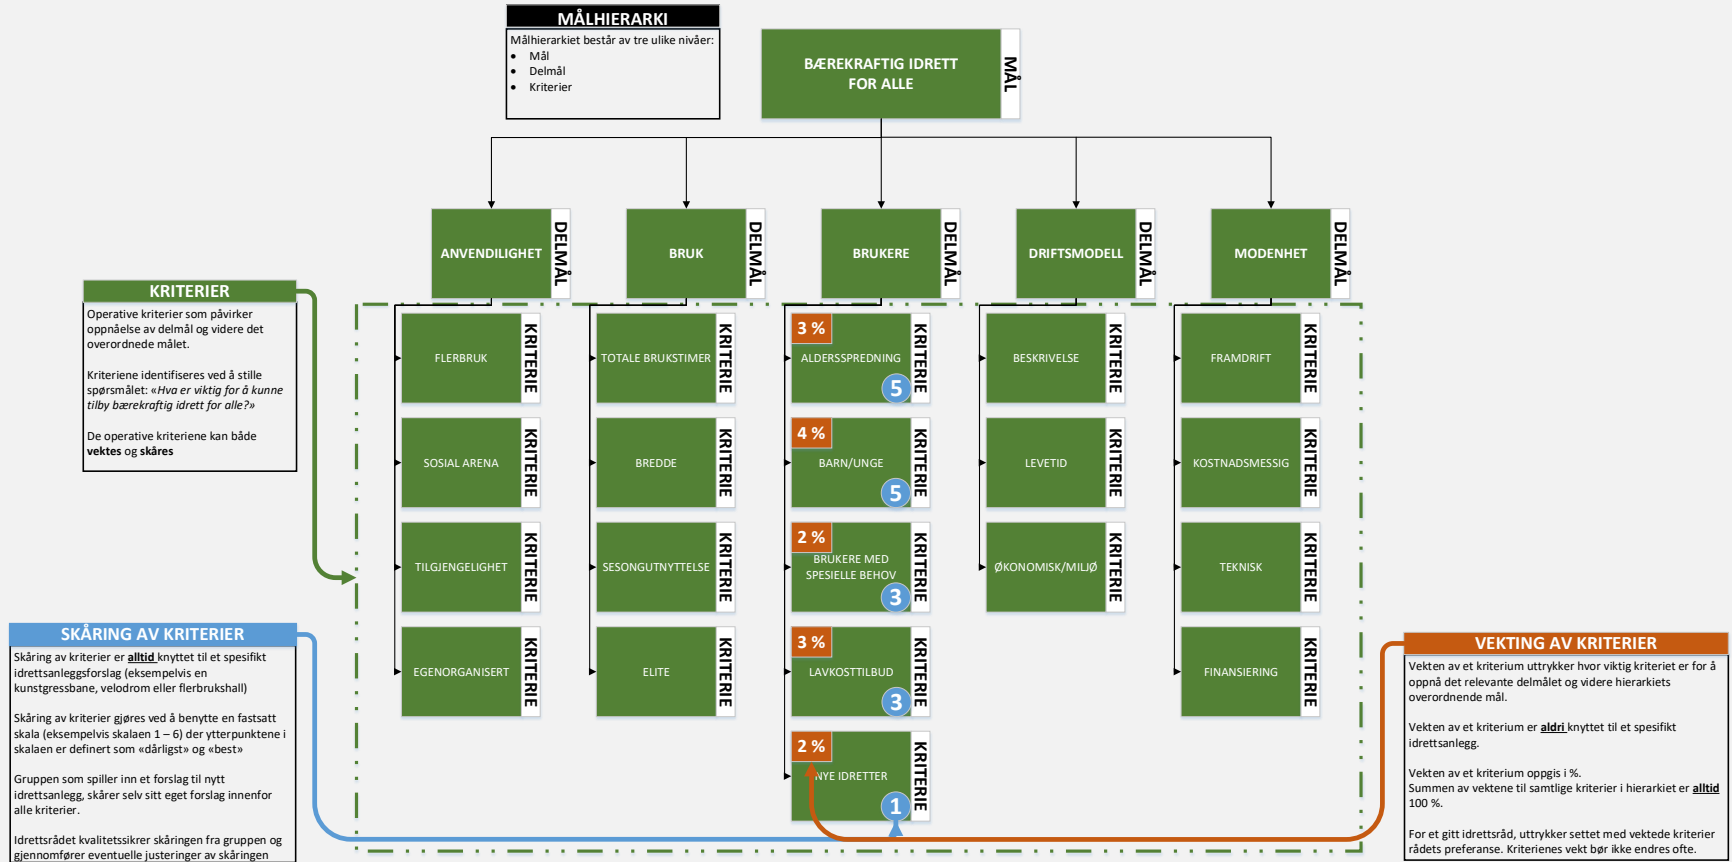 MÅLHIERARKI
Målhierarkiet består av tre ulike nivåer:
• Mål
• Delmål
• Kriterier
BÆREKRAFTIG IDRETT
FOR ALLE
MÅL
ANVENDILIGHET
DELMÅL
BRUK
DELMÅL
BRUKERE
DELMÅL
DRIFTSMODELL
DELMÅL
MODENHET
DELMÅL
KRITERIER
Operative kriterier som påvirker
oppnåelse av delmål og videre det
overordnede målet.
Kriteriene identifiseres ved å stille
spørsmålet: «Hva er viktig for å kunne
tilby bærekraftig idrett for alle?»
De operative kriteriene kan både
vektes og skåres
FLERBRUK
KRITERIE
SOSIAL ARENA
KRITERIE
TILGJENGELIGHET
KRITERIE
EGENORGANISERT
KRITERIE
TOTALE BRUKSTIMER
KRITERIE
BREDDE
KRITERIE
SESONGUTNYTTELSE
KRITERIE
ELITE
KRITERIE
3 %
ALDERSSPREDNING
5
KRITERIE
4 %
BARN/UNGE
5
KRITERIE
2 %
BRUKERE MED
SPESIELLE BEHOV
3
KRITERIE
3 %
LAVKOSTTILBUD
3
KRITERIE
2 %
NYE IDRETTER
1
KRITERIE
BESKRIVELSE
KRITERIE
LEVETID
KRITERIE
ØKONOMISK/MILJØ
KRITERIE
FRAMDRIFT
KRITERIE
KOSTNADSMESSIG
KRITERIE
TEKNISK
KRITERIE
FINANSIERING
KRITERIE
SKÅRING AV KRITERIER
Skåring av kriterier er alltid knyttet til et spesifikt
idrettsanleggsforslag (eksempelvis en
kunstgressbane, velodrom eller flerbrukshall)
Skåring av kriterier gjøres ved å benytte en fastsatt
skala (eksempelvis skalaen 1 – 6) der ytterpunktene i
skalaen er definert som «dårligst» og «best»
Gruppen som spiller inn et forslag til nytt
idrettsanlegg, skårer selv sitt eget forslag innenfor
alle kriterier.
Idrettsrådet kvalitetssikrer skåringen fra gruppen og
gjennomfører eventuelle justeringer av skåringen
VEKTING AV KRITERIER
Vekten av et kriterium uttrykker hvor viktig kriteriet er for å
oppnå det relevante delmålet og videre hierarkiets
overordnende mål.
Vekten av et kriterium er aldri knyttet til et spesifikt
idrettsanlegg.
Vekten av et kriterium oppgis i %.
Summen av vektene til samtlige kriterier i hierarkiet er alltid
100 %.
For et gitt idrettsråd, uttrykker settet med vektede kriterier
rådets preferanse. Kriterienes vekt bør ikke endres ofte.